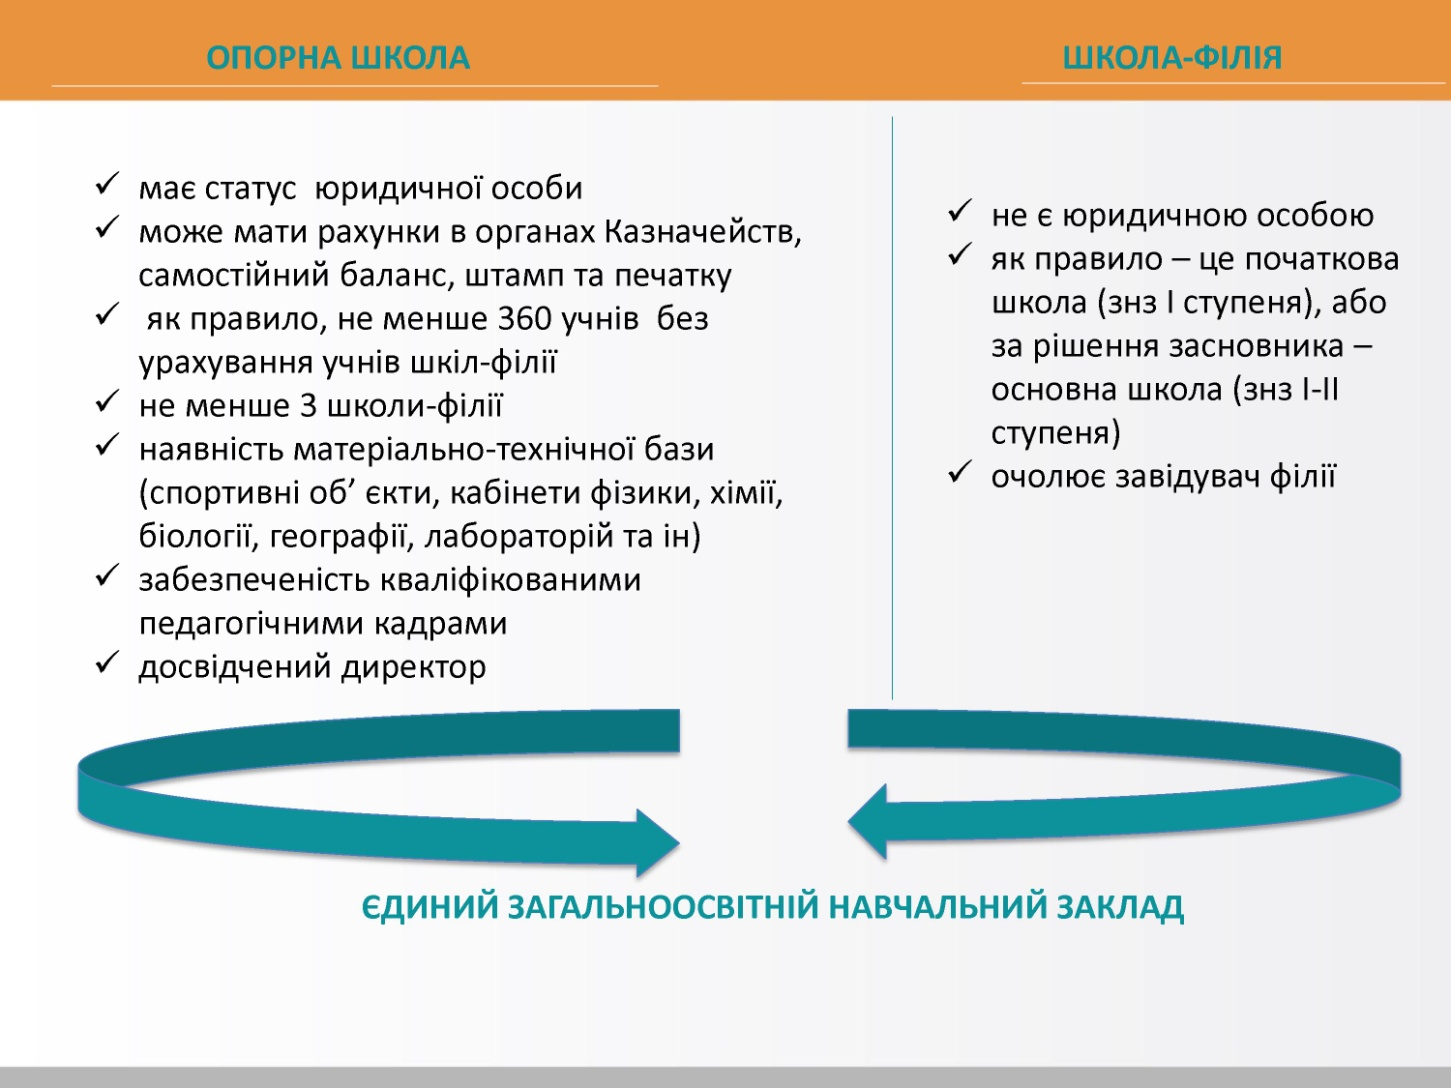 ОПОРНА ШКОЛА
ШКОЛА-ФІЛІЯ
має статус  юридичної особи
може мати рахунки в органах Казначейств,
самостійний баланс, штамп та печатку
як правило, не менше 360 учнів  без
урахування учнів шкіл-філії
не менше 3 школи-філії
наявність матеріально-технічної бази
(спортивні об’ єкти, кабінети фізики, хімії,
біології, географії, лабораторій та ін)
забезпеченість кваліфікованими
педагогічними кадрами
досвідчений директор
не є юридичною особою
як правило – це початкова
школа (знз І ступеня), або
за рішення засновника –
основна школа (знз І-ІІ
ступеня)
очолює завідувач філії
ЄДИНИЙ ЗАГАЛЬНООСВІТНІЙ НАВЧАЛЬНИЙ ЗАКЛАД